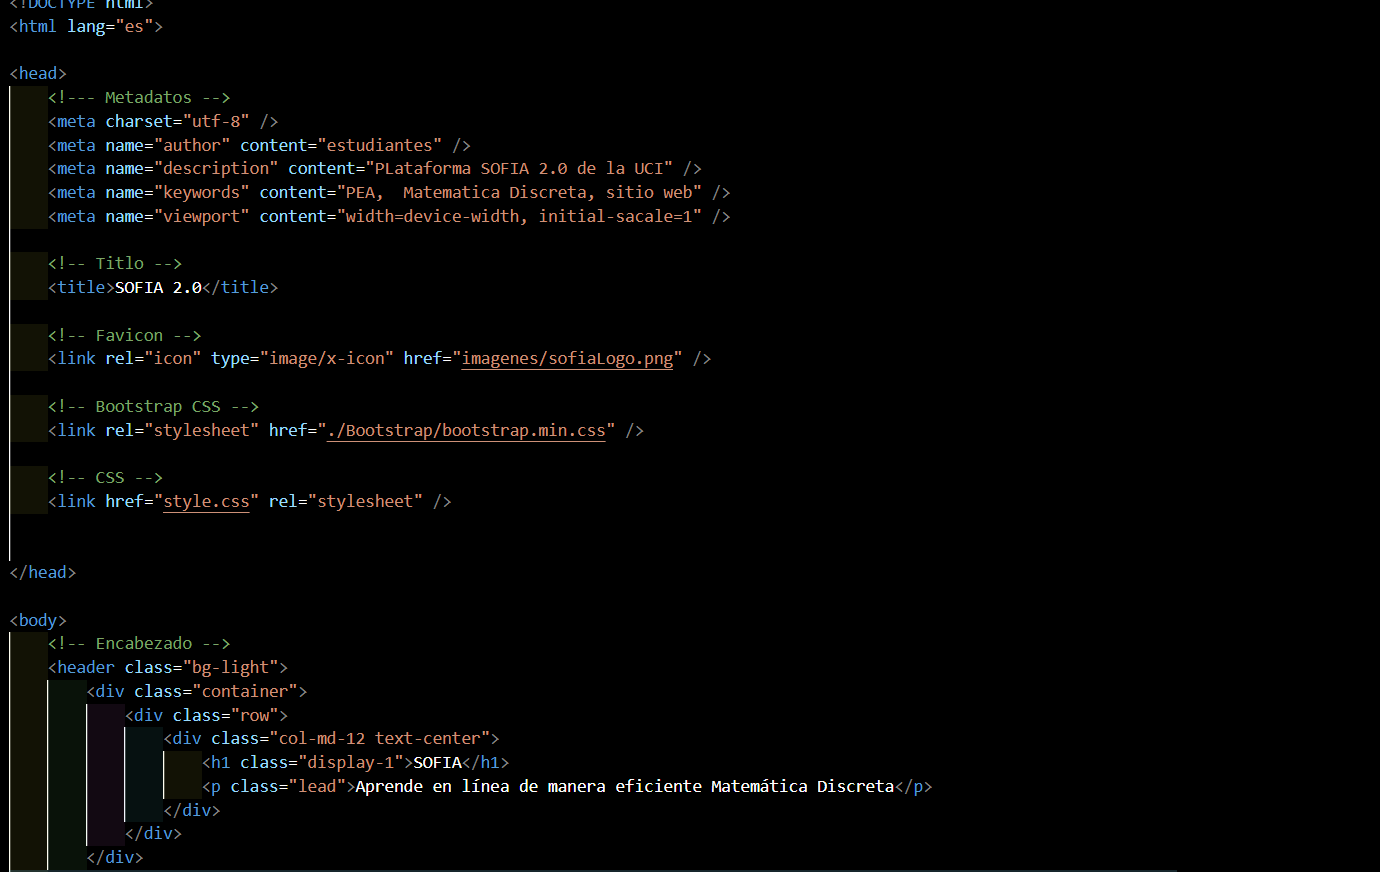 <!DOCTYPE html>
<html lang="es">
<head>
<!--- Metadatos -->
<meta charset="utf-8" />
<meta name="author" content="estudiantes" />
<meta name="description" content="PLataforma SOFIA 2.0 de la UCI" />
<meta name="keywords" content="PEA,  Matematica Discreta, sitio web" />
<meta name="viewport" content="width=device-width, initial-sacale=1" />
<!-- Titlo -->
<title>SOFIA 2.0</title>
<!-- Favicon -->
<link rel="icon" type="image/x-icon" href="imagenes/sofiaLogo.png" />
<!-- Bootstrap CSS -->
<link rel="stylesheet" href="./Bootstrap/bootstrap.min.css" />
<!-- CSS -->
<link href="style.css" rel="stylesheet" />
</head>
<body>
<!-- Encabezado -->
<header class="bg-light">
<div class="container">
<div class="row">
<div class="col-md-12 text-center">
<h1 class="display-1">SOFIA</h1>
<p class="lead">Aprende en línea de manera eficiente Matemática Discreta</p>
</div>
</div>
</div>